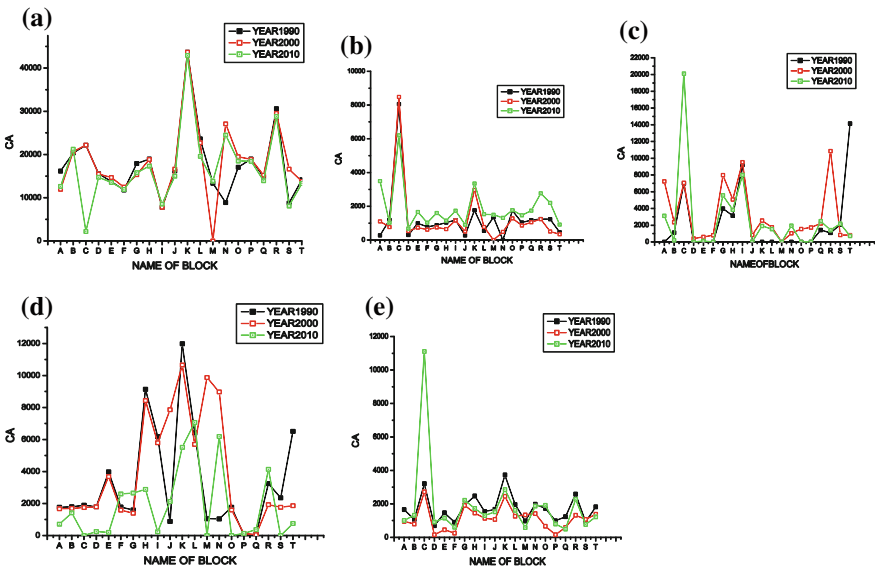 (a)
YEAR1990
YEAR2000
YEAR2010
CA
40000
30000
20000
10000
0
A B C D E F G H I J K L M N O P Q R S T
NAME OF BLOCK
(b)
YEAR1990
YEAR2000
YEAR2010
CA
10000
8000
6000
4000
2000
0
A B C D E F G H I J K L M N O P Q R S T
NAME OF BLOCK
(c)
YEAR1990
YEAR2000
YEAR2010
CA
22000
20000
18000
16000
14000
12000
10000
8000
6000
4000
2000
0
A B C D E F G H I J K L M N O P Q R S T
NAMEOFBLOCK
(d)
YEAR1990
YEAR2000
YEAR2010
CA
12000
10000
8000
6000
4000
2000
0
A B C D E F G H I J K L M N O P Q R S T
NAME OF BLOCK
(e)
YEAR1990
YEAR2000
YEAR2010
CA
12000
10000
8000
6000
4000
2000
0
A B C D E F G H I J K L M N O P Q R S T
NAME OF BLOCK